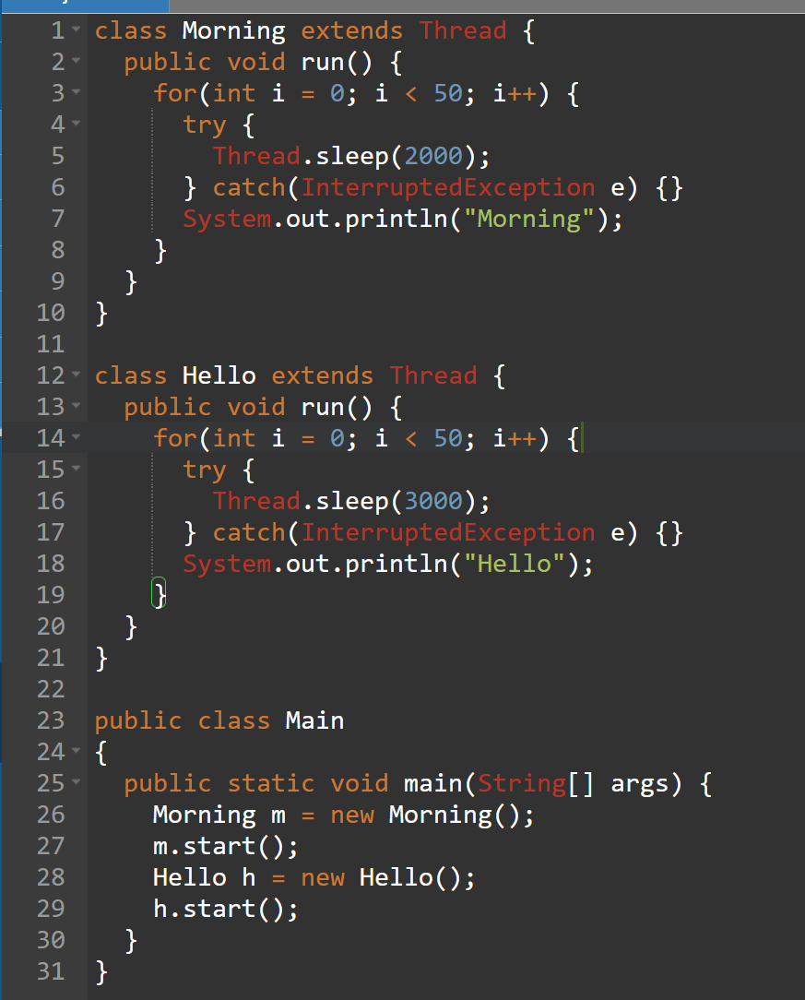 1 class Morning extends Thread {
2   public void run() {
3     for(int i = 0; i < 50; i++) {
4       try {
5         Thread.sleep(2000);
6       } catch(InterruptedException e) {}
7       System.out.println("Morning");
8     }
9   }
10 }
11
12 class Hello extends Thread {
13   public void run() {
14     for(int i = 0; i < 50; i++) {
15       try {
16         Thread.sleep(3000);
17       } catch(InterruptedException e) {}
18       System.out.println("Hello");
19     }
20   }
21 }
22
23 public class Main
24 {
25   public static void main(String[] args) {
26     Morning m = new Morning();
27     m.start();
28     Hello h = new Hello();
29     h.start();
30   }
31 }